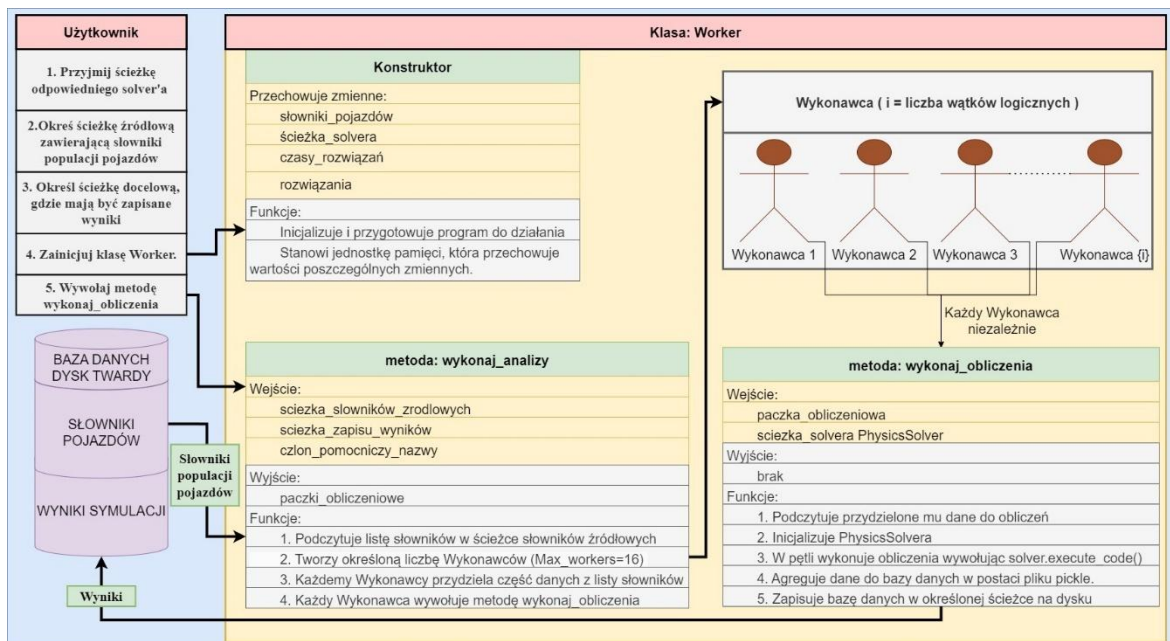 Użytkownik
1. Przyjmij ścieżkę
odpowiedniego solver'a
2.Okreś ścieżkę źródłową
zawierającą słowniki
populacji pojazdów
3. Określ ścieżkę docelową,
gdzie mają być zapisane
wyniki
4. Zainicjuj klasę Worker.
5. Wywołaj metodę
wykonaj_obliczenia
BAZA DANYCH
DYSK TWARDY
SŁOWNIKI
POJAZDÓW
WYNIKI SYMULACJI
Słowniki
populacji
pojazdów
Wyniki
Klasa: Worker
Konstruktor
Przechowuje zmienne:
słowniki_pojazdów
ścieżka_solvera
czasy_rozwiązań
rozwiązania
Funkcje:
Inicjalizuje i przygotowuje program do działania
Stanowi jednostkę pamięci, która przechowuje
wartości poszczególnych zmiennych.
metoda: wykonaj_analizy
Wejście:
sciezka_slowników_zrodlowych
sciezka_zapisu_wyników
czlon_pomocniczy_nazwy
Wyjście:
paczki_obliczeniowe
Funkcje:
1. Podczytuje listę słowników w ścieżce słowników źródłowych
2. Tworzy określoną liczbę Wykonawców (Max_workers=16)
3. Każdemy Wykonawcy przydziela część danych z listy słowników
4. Każdy Wykonawca wywołuje metodę wykonaj_obliczenia
Wykonawca ( i = liczba wątków logicznych )
Wykonawca 1 Wykonawca 2 Wykonawca 3 Wykonawca {i}
Każdy Wykonawca
niezależnie
metoda: wykonaj_obliczenia
Wejście:
paczka_obliczeniowa
sciezka_solvera PhysicsSolver
Wyjście:
brak
Funkcje:
1. Podczytuje przydzielone mu dane do obliczeń
2. Inicjalizuje PhysicsSolvera
3. W pętli wykonuje obliczenia wywołując solver.execute_code()
4. Agreguje dane do bazy danych w postaci pliku pickle.
5. Zapisuje bazę danych w określonej ścieżce na dysku